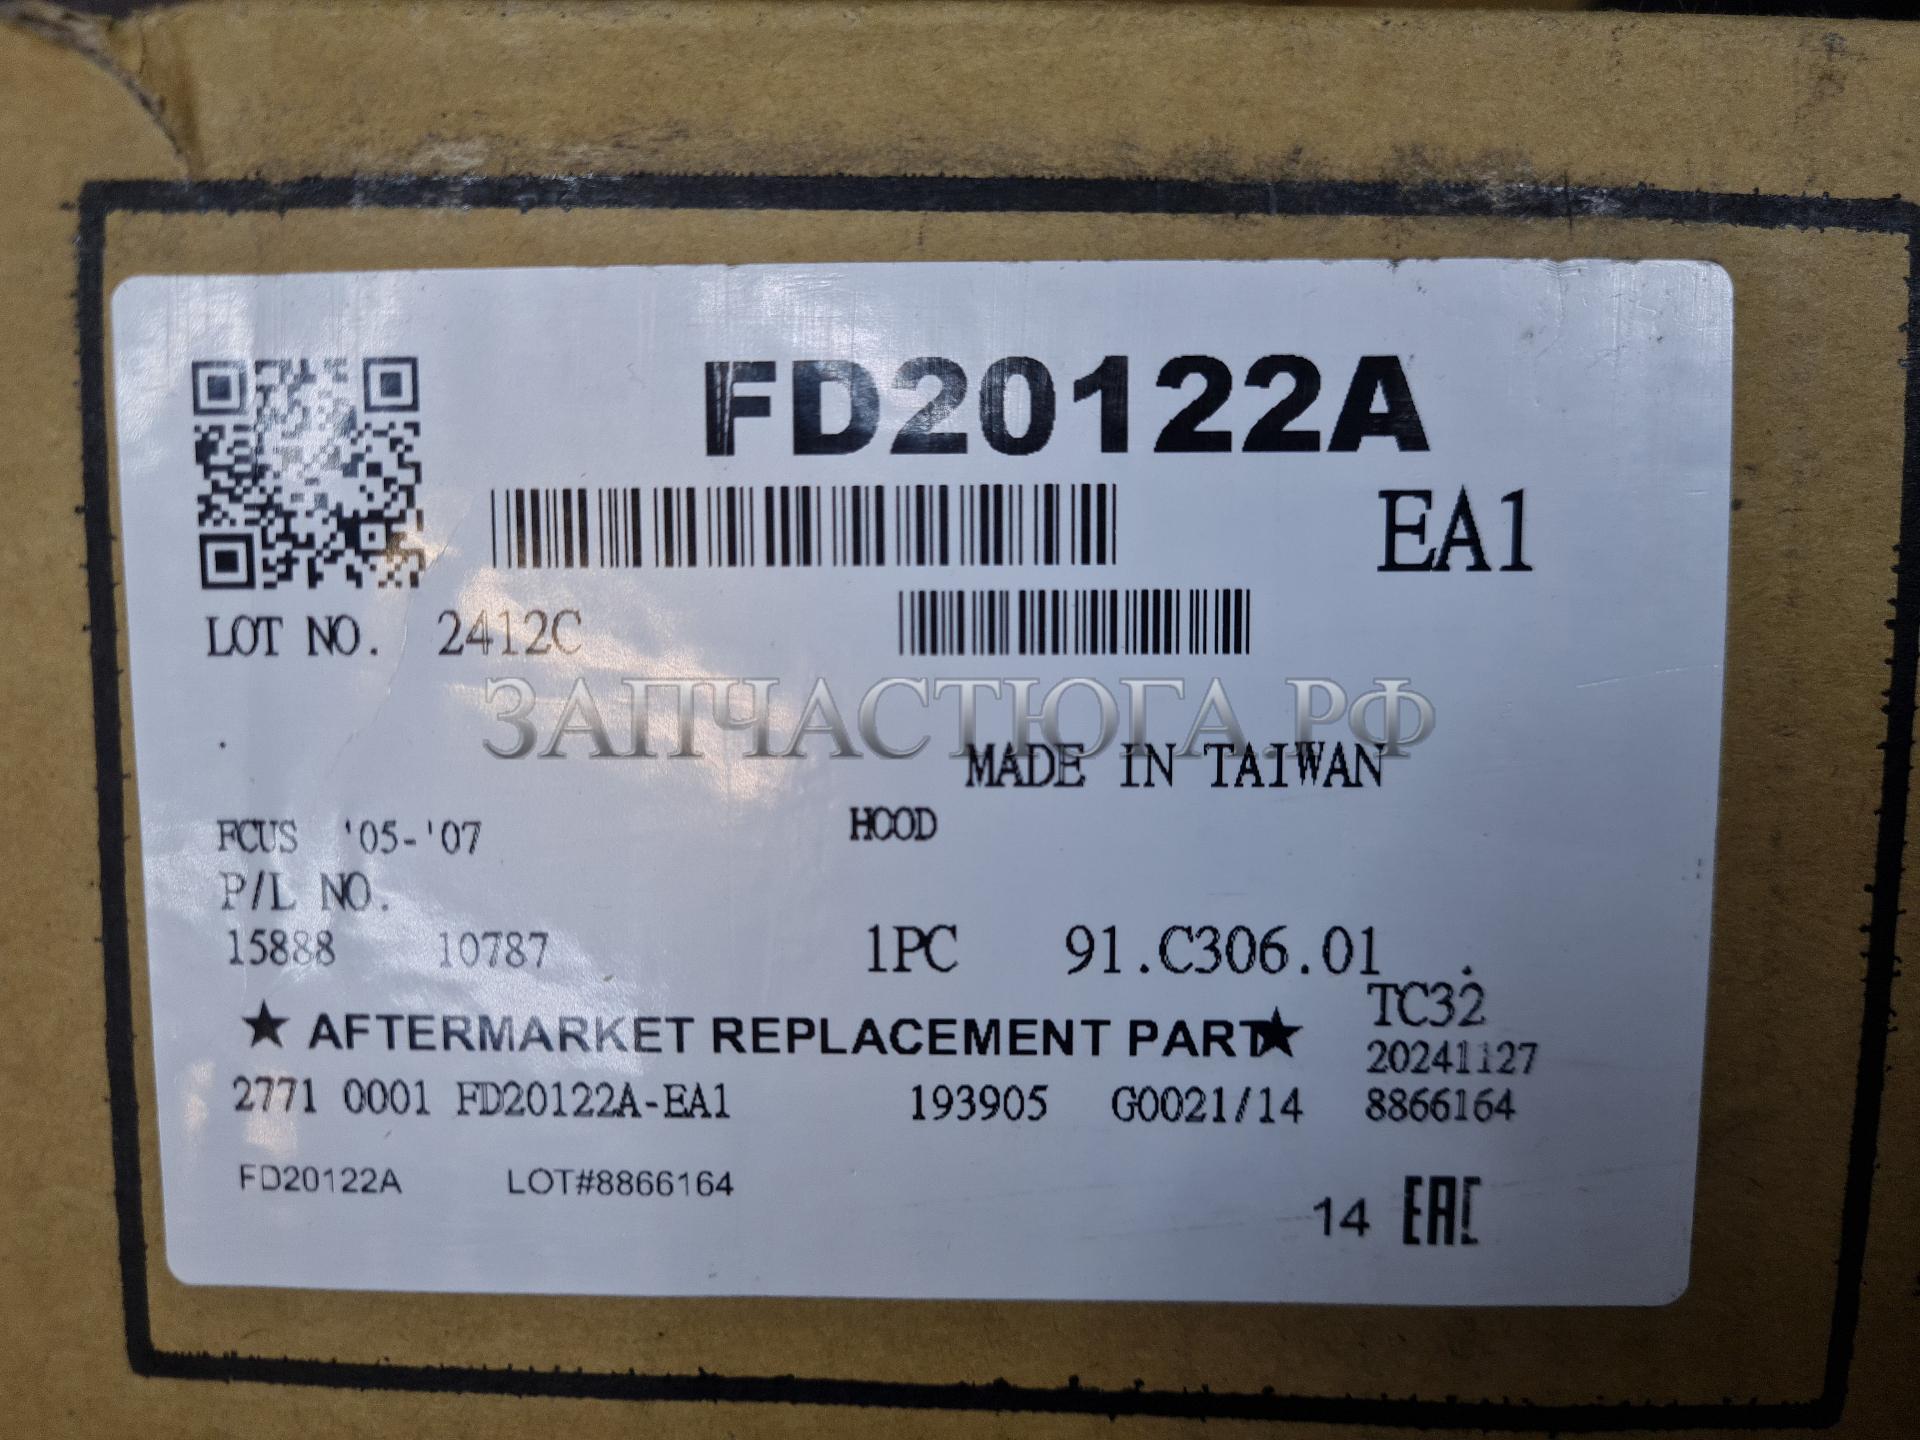 FD20122A
EA1
LOT NO. 2412C
ЗАПЧАСТЮГА.РФ
MADE IN TAIWAN
FCUS '05-'07 HOOD
P/L NO.
15888 10787 1PC 91.C306.01 .
TC32
★ AFTERMARKET REPLACEMENT PART★
20241127
2771 0001 FD20122A-EA1 193905 G0021/14 8866164
FD20122A LOT#8866164
14 EAC